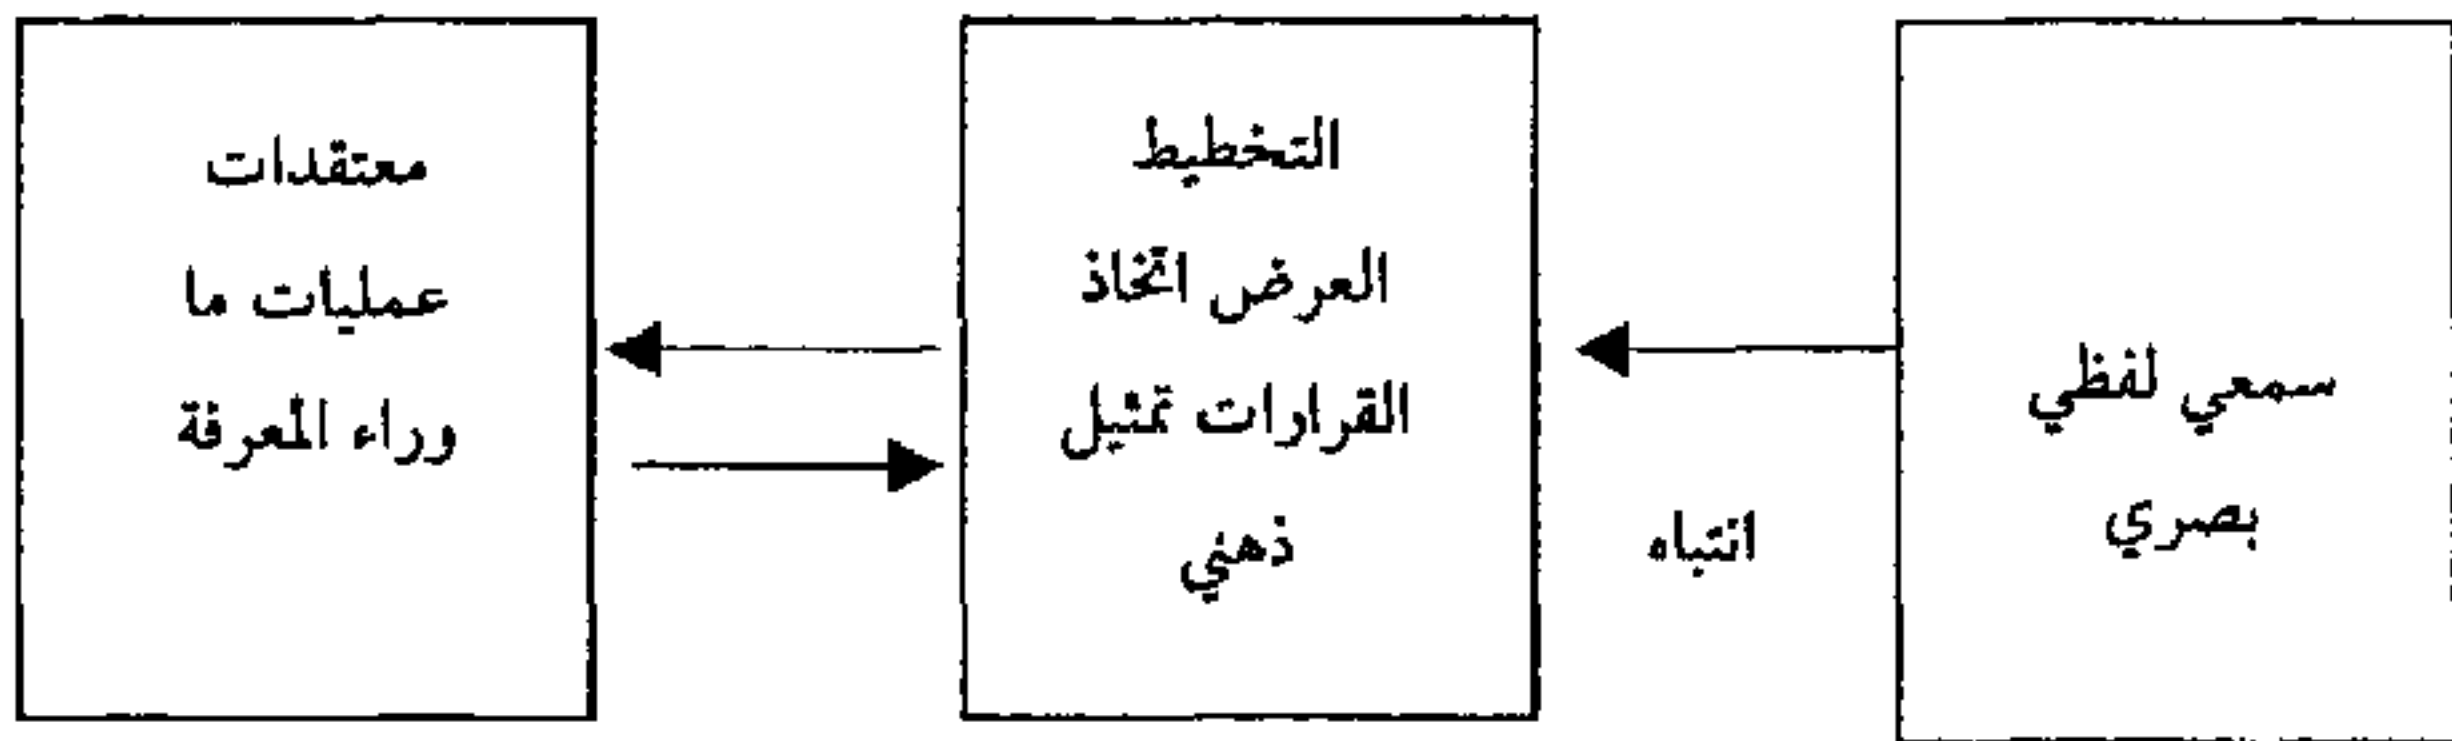 سمعي لفظي
بصري
انتباه
التخطيط
العرض اتخاذ
القرارات تمثيل
ذهني
معتقدات
عمليات ما
وراء المعرفة